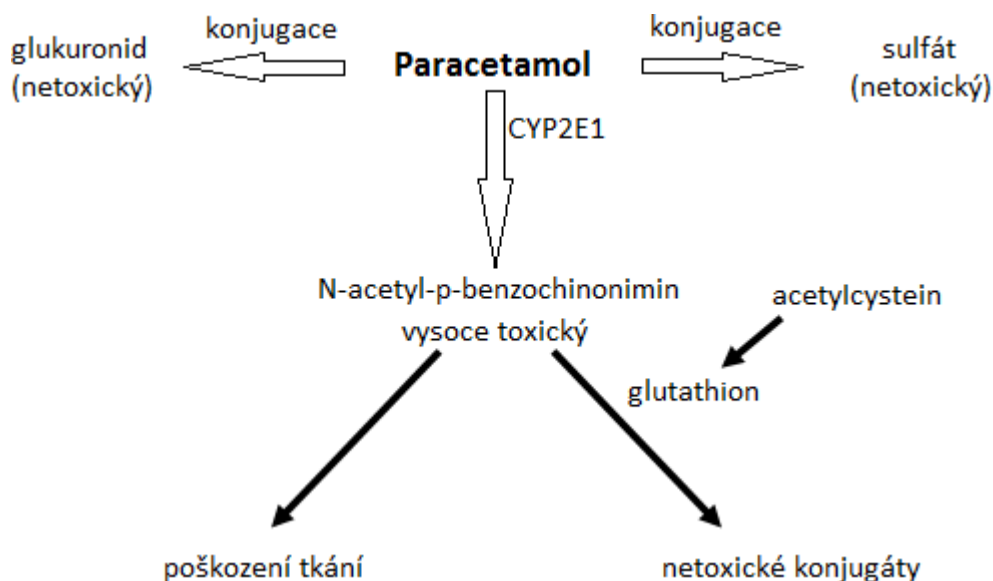 konjugace
konjugace
glukuronid
(netoxický)
Paracetamol
sulfát
(netoxický)
CYP2E1
N-acetyl-p-benzochinonimin
vysoce toxický
acetylcystein
glutathion
poškození tkání
netoxické konjugáty